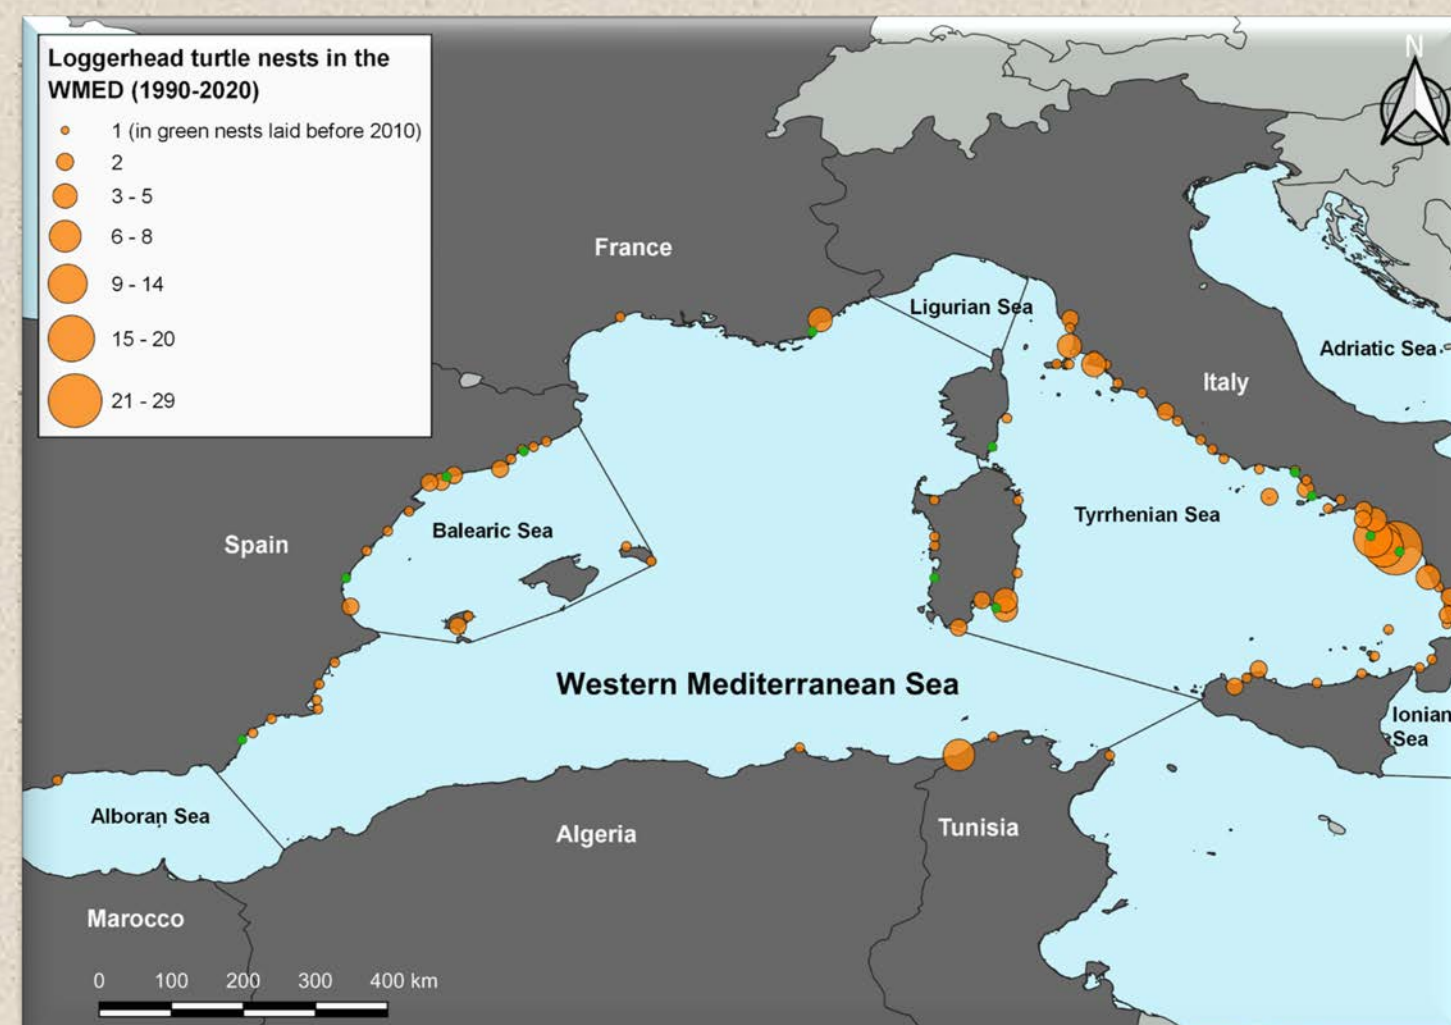 Loggerhead turtle nests in the
WMED (1990-2020)
1 (in green nests laid before 2010)
2
3 - 5
6 - 8
9 - 14
15 - 20
21 - 29
N
France
Ligurian Sea
Adriatic Sea
Italy
Spain
Balearic Sea
Tyrrhenian Sea
Western Mediterranean Sea
Ionian
Sea
Alboran Sea
Algeria
Tunisia
Marocco
0 100 200 300 400 km